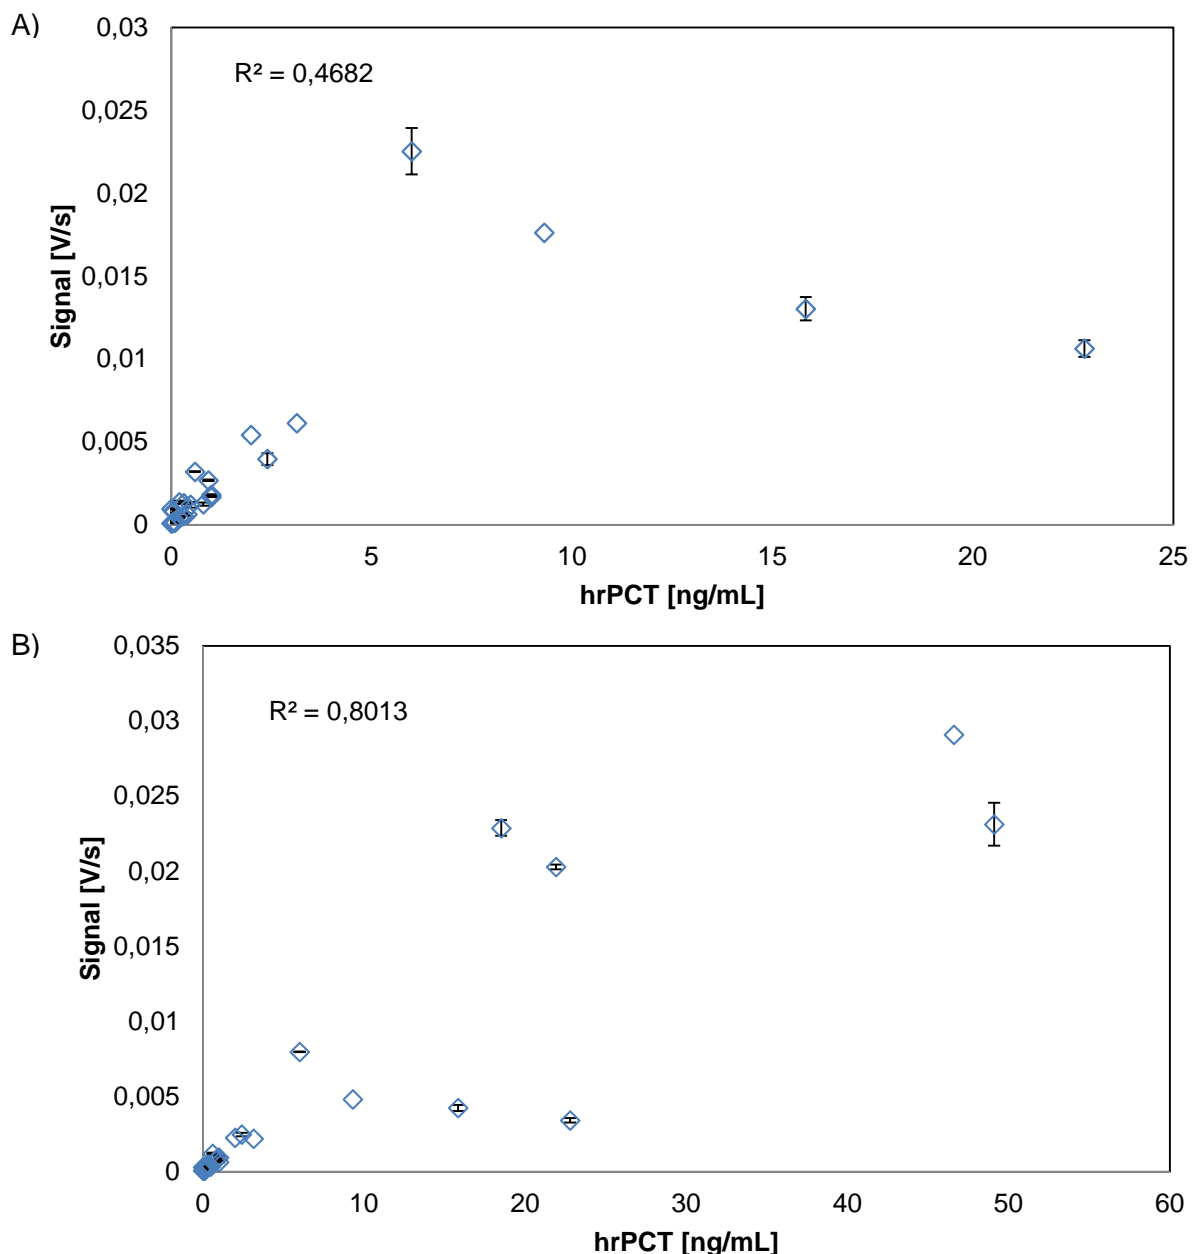 A)
R² = 0,4682
0,03
0,025
0,02
0,015
0,01
0,005
0
Signal [V/s]
0 5 10 15 20 25
hrPCT [ng/mL]
B)
R² = 0,8013
0,035
0,03
0,025
0,02
0,015
0,01
0,005
0
Signal [V/s]
0 10 20 30 40 50 60
hrPCT [ng/mL]